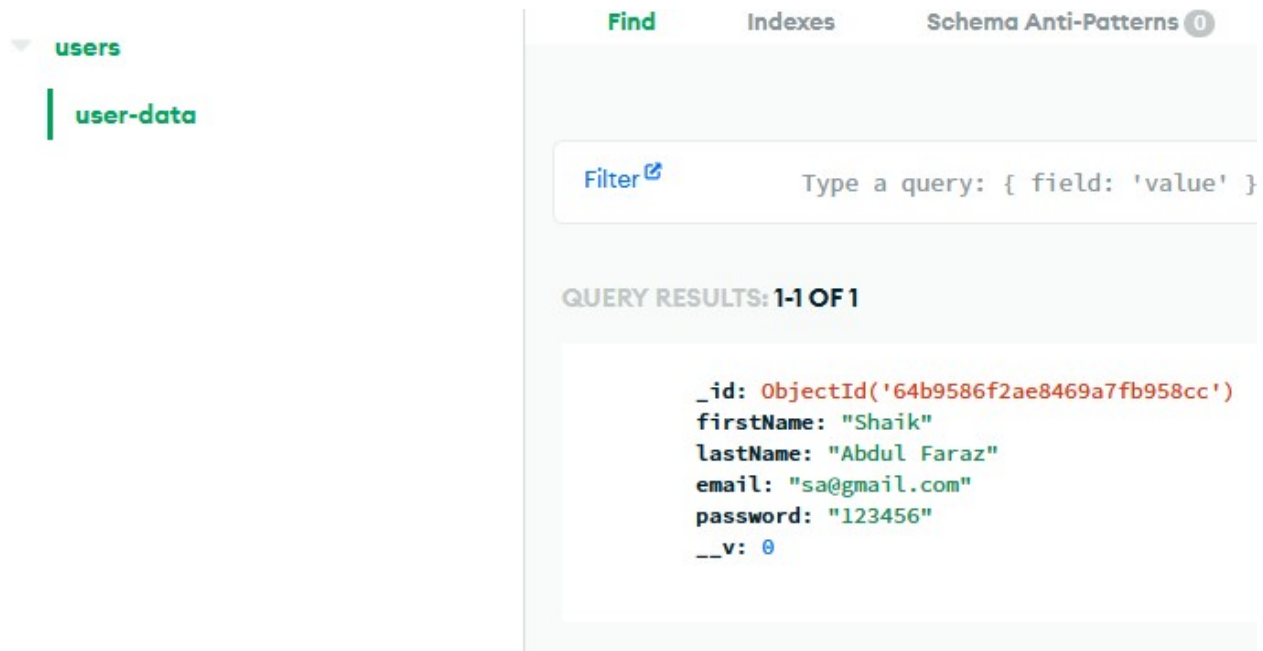 users
user-data
Find Indexes Schema Anti-Patterns 0
Filter Type a query: { field: 'value' }
QUERY RESULTS: 1-1 OF 1
_id: ObjectId('64b9586f2ae8469a7fb958cc')
firstName: "Shaik"
lastName: "Abdul Faraz"
email: "sa@gmail.com"
password: "123456"
__v: 0